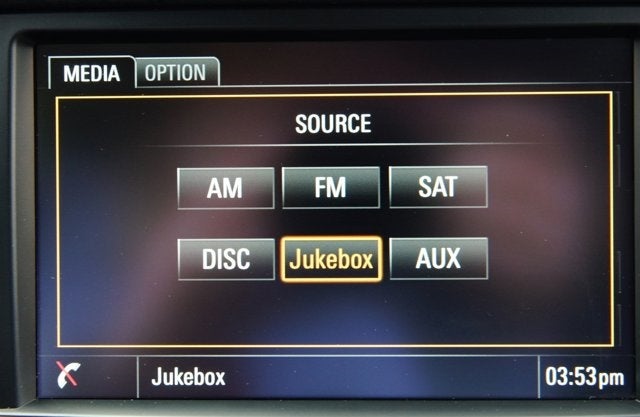 MEDIA OPTION
SOURCE
AM FM SAT
DISC Jukebox AUX
Jukebox 03:53pm